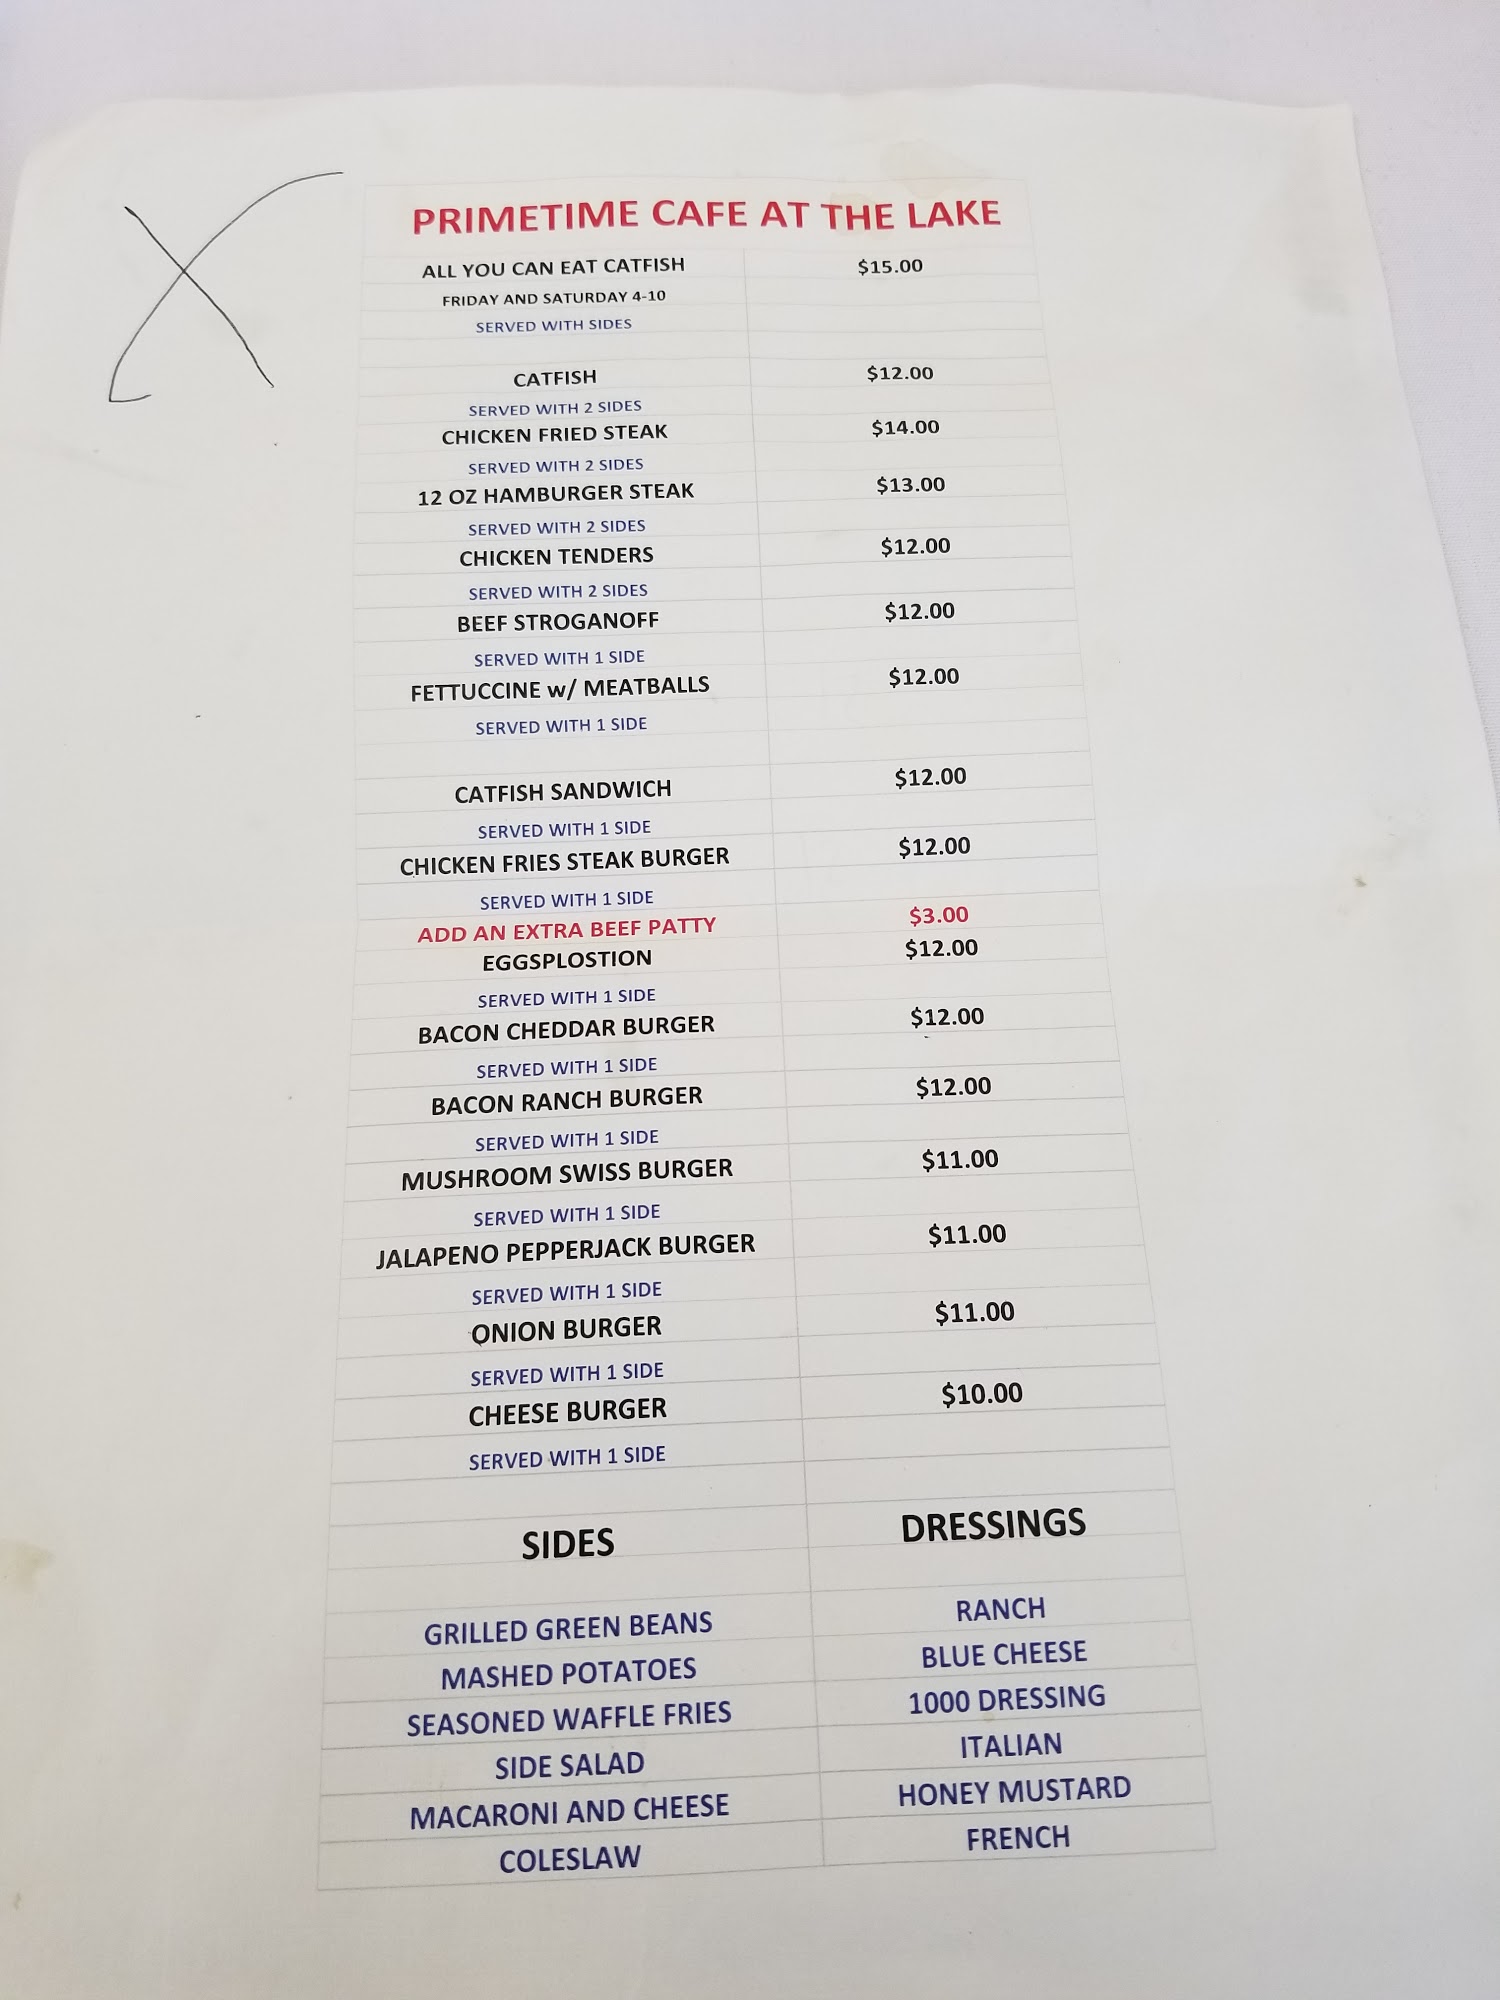 PRIMETIME CAFE AT THE LAKE
ALL YOU CAN EAT CATFISH $15.00
FRIDAY AND SATURDAY 4-10
SERVED WITH SIDES
CATFISH $12.00
SERVED WITH 2 SIDES
CHICKEN FRIED STEAK $14.00
SERVED WITH 2 SIDES
12 OZ HAMBURGER STEAK $13.00
SERVED WITH 2 SIDES
CHICKEN TENDERS $12.00
SERVED WITH 2 SIDES
BEEF STROGANOFF $12.00
SERVED WITH 1 SIDE
FETTUCCINE w/ MEATBALLS $12.00
SERVED WITH 1 SIDE
CATFISH SANDWICH $12.00
SERVED WITH 1 SIDE
CHICKEN FRIES STEAK BURGER $12.00
SERVED WITH 1 SIDE
ADD AN EXTRA BEEF PATTY $3.00
EGGSPLOSTION $12.00
SERVED WITH 1 SIDE
BACON CHEDDAR BURGER $12.00
SERVED WITH 1 SIDE
BACON RANCH BURGER $12.00
SERVED WITH 1 SIDE
MUSHROOM SWISS BURGER $11.00
SERVED WITH 1 SIDE
JALAPENO PEPPERJACK BURGER $11.00
SERVED WITH 1 SIDE
ONION BURGER $11.00
SERVED WITH 1 SIDE
CHEESE BURGER $10.00
SERVED WITH 1 SIDE
SIDES DRESSINGS
GRILLED GREEN BEANS RANCH
MASHED POTATOES BLUE CHEESE
SEASONED WAFFLE FRIES 1000 DRESSING
SIDE SALAD ITALIAN
MACARONI AND CHEESE HONEY MUSTARD
COLESLAW FRENCH